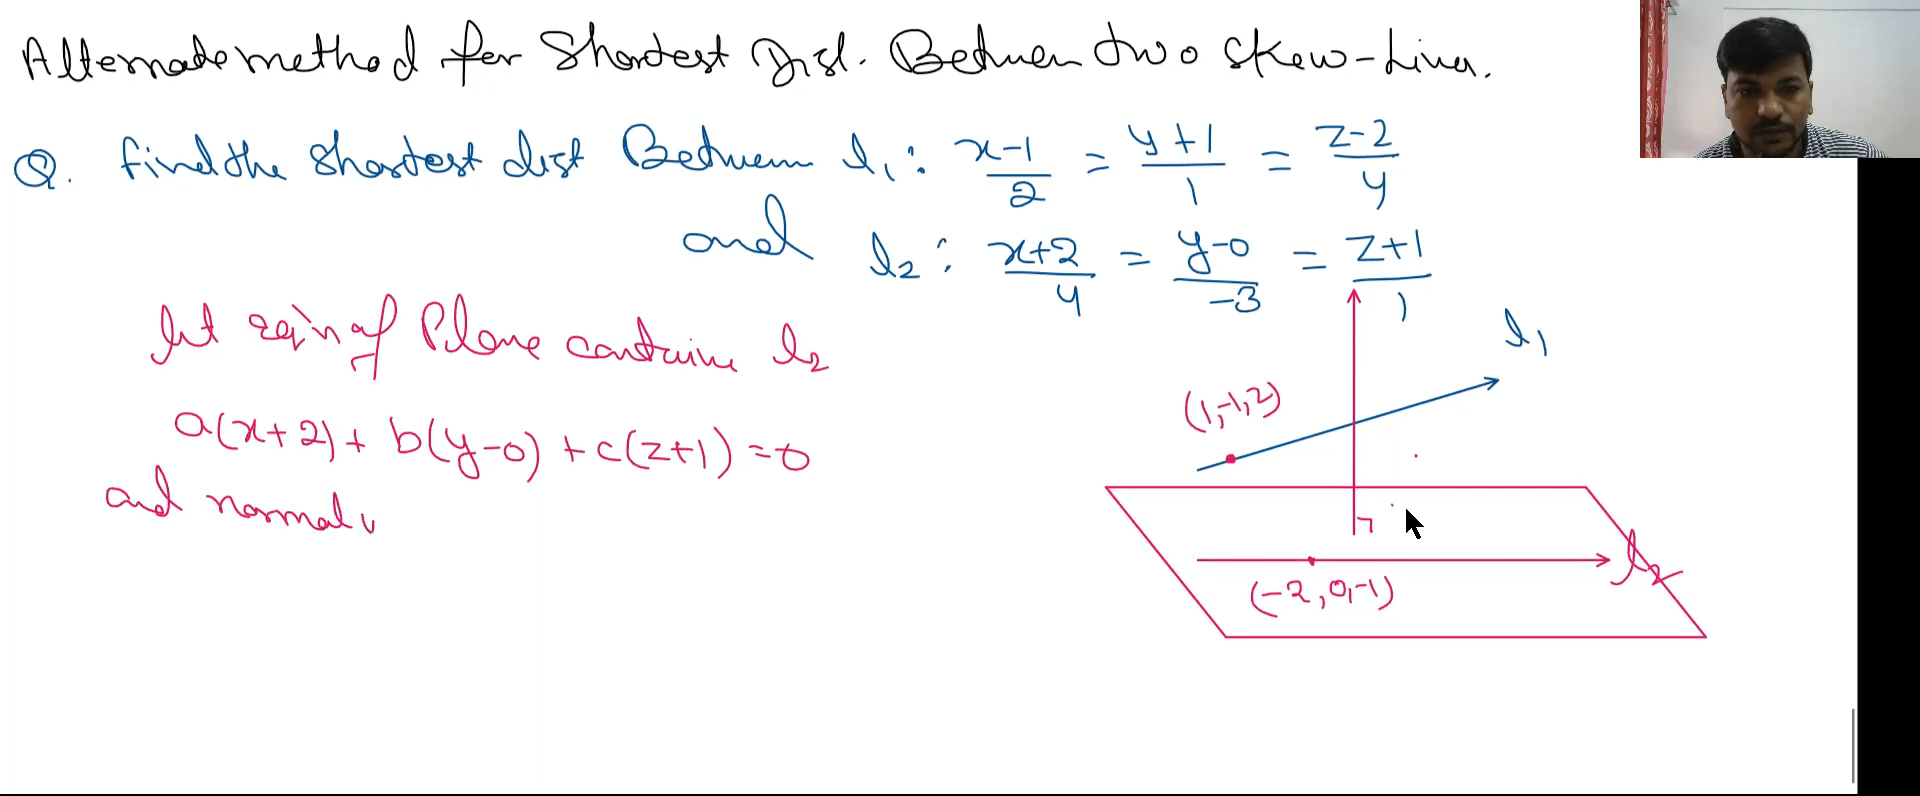 Alternate method for Shortest Dist. Between two Skew-Lines.
Q. find the shortest dist Between l₁: (x-1)/2 = (y+1)/1 = (z-2)/4
and l₂: (x+2)/4 = (y-0)/-3 = (z+1)/1
let eq'n of Plane contains l₂
a(x+2) + b(y-0) + c(z+1) = 0
and normal
l₁
(1,-1,2)
l₂
(-2,0,-1)